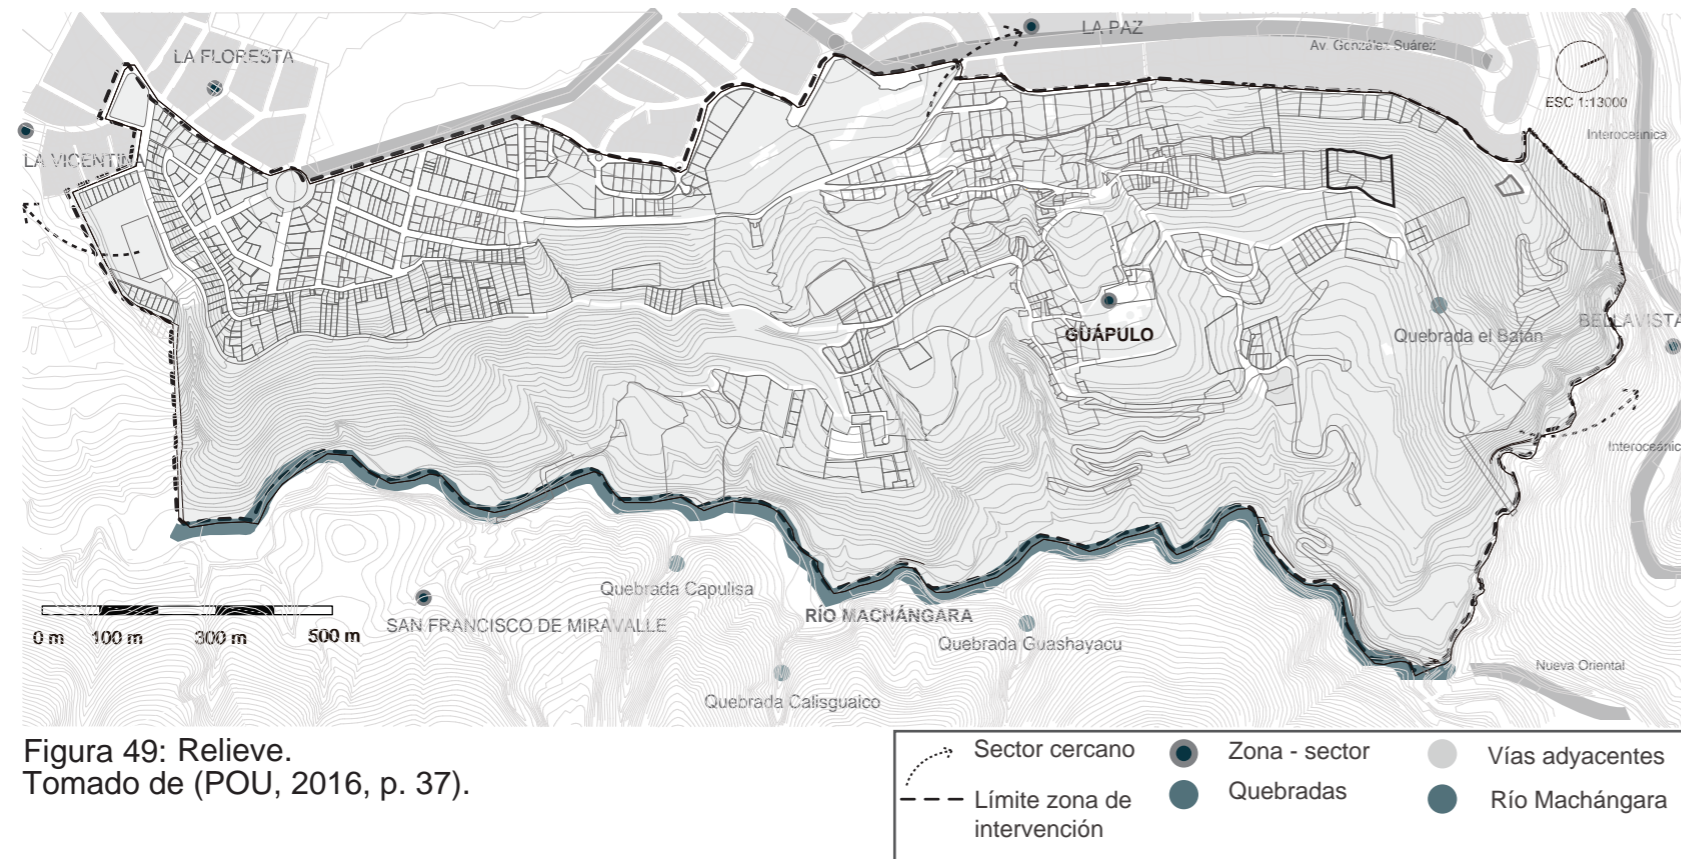 LA FLORESTA
LA PAZ
Av. González Suárez
ESC 1:13000
Interoceánica
LA VICENTINA
GUÁPULO
Quebrada el Batán
BELLAVISTA
Interoceánic
Quebrada Capulisa
RÍO MACHÁNGARA
SAN FRANCISCO DE MIRAVALLE
Quebrada Guashayacu
0 m 100 m 300 m 500 m
Nueva Oriental
Quebrada Calisguaico
Figura 49: Relieve.
Tomado de (POU, 2016, p. 37).
Sector cercano
Zona - sector
Vías adyacentes
Límite zona de
intervención
Quebradas
Río Machángara